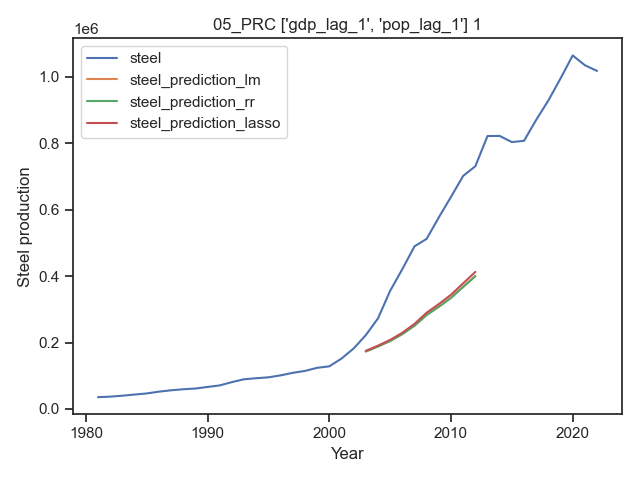 05_PRC ['gdp_lag_1', 'pop_lag_1'] 1
1e6
steel
steel_prediction_lm
steel_prediction_rr
steel_prediction_lasso
Steel production
1.0
0.8
0.6
0.4
0.2
0.0
1980 1990 2000 2010 2020
Year